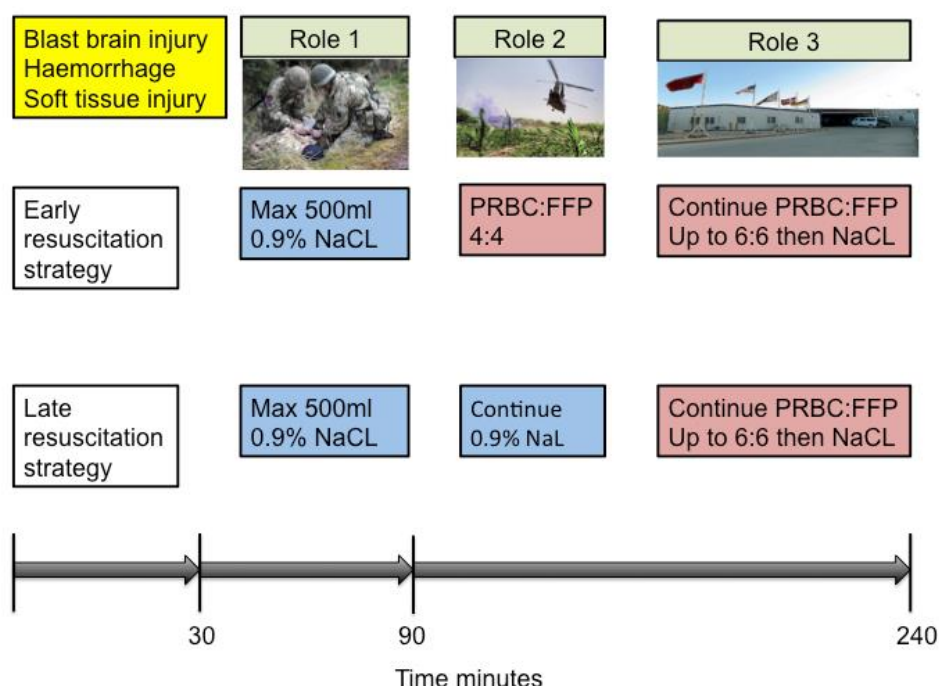 Blast brain injury
Haemorrhage
Soft tissue injury
Role 1
Role 2
Role 3
Early
resuscitation
strategy
Max 500ml
0.9% NaCL
PRBC:FFP
4:4
Continue PRBC:FFP
Up to 6:6 then NaCL
Late
resuscitation
strategy
Max 500ml
0.9% NaCL
Continue
0.9% NaL
Continue PRBC:FFP
Up to 6:6 then NaCL
30
90
240
Time minutes